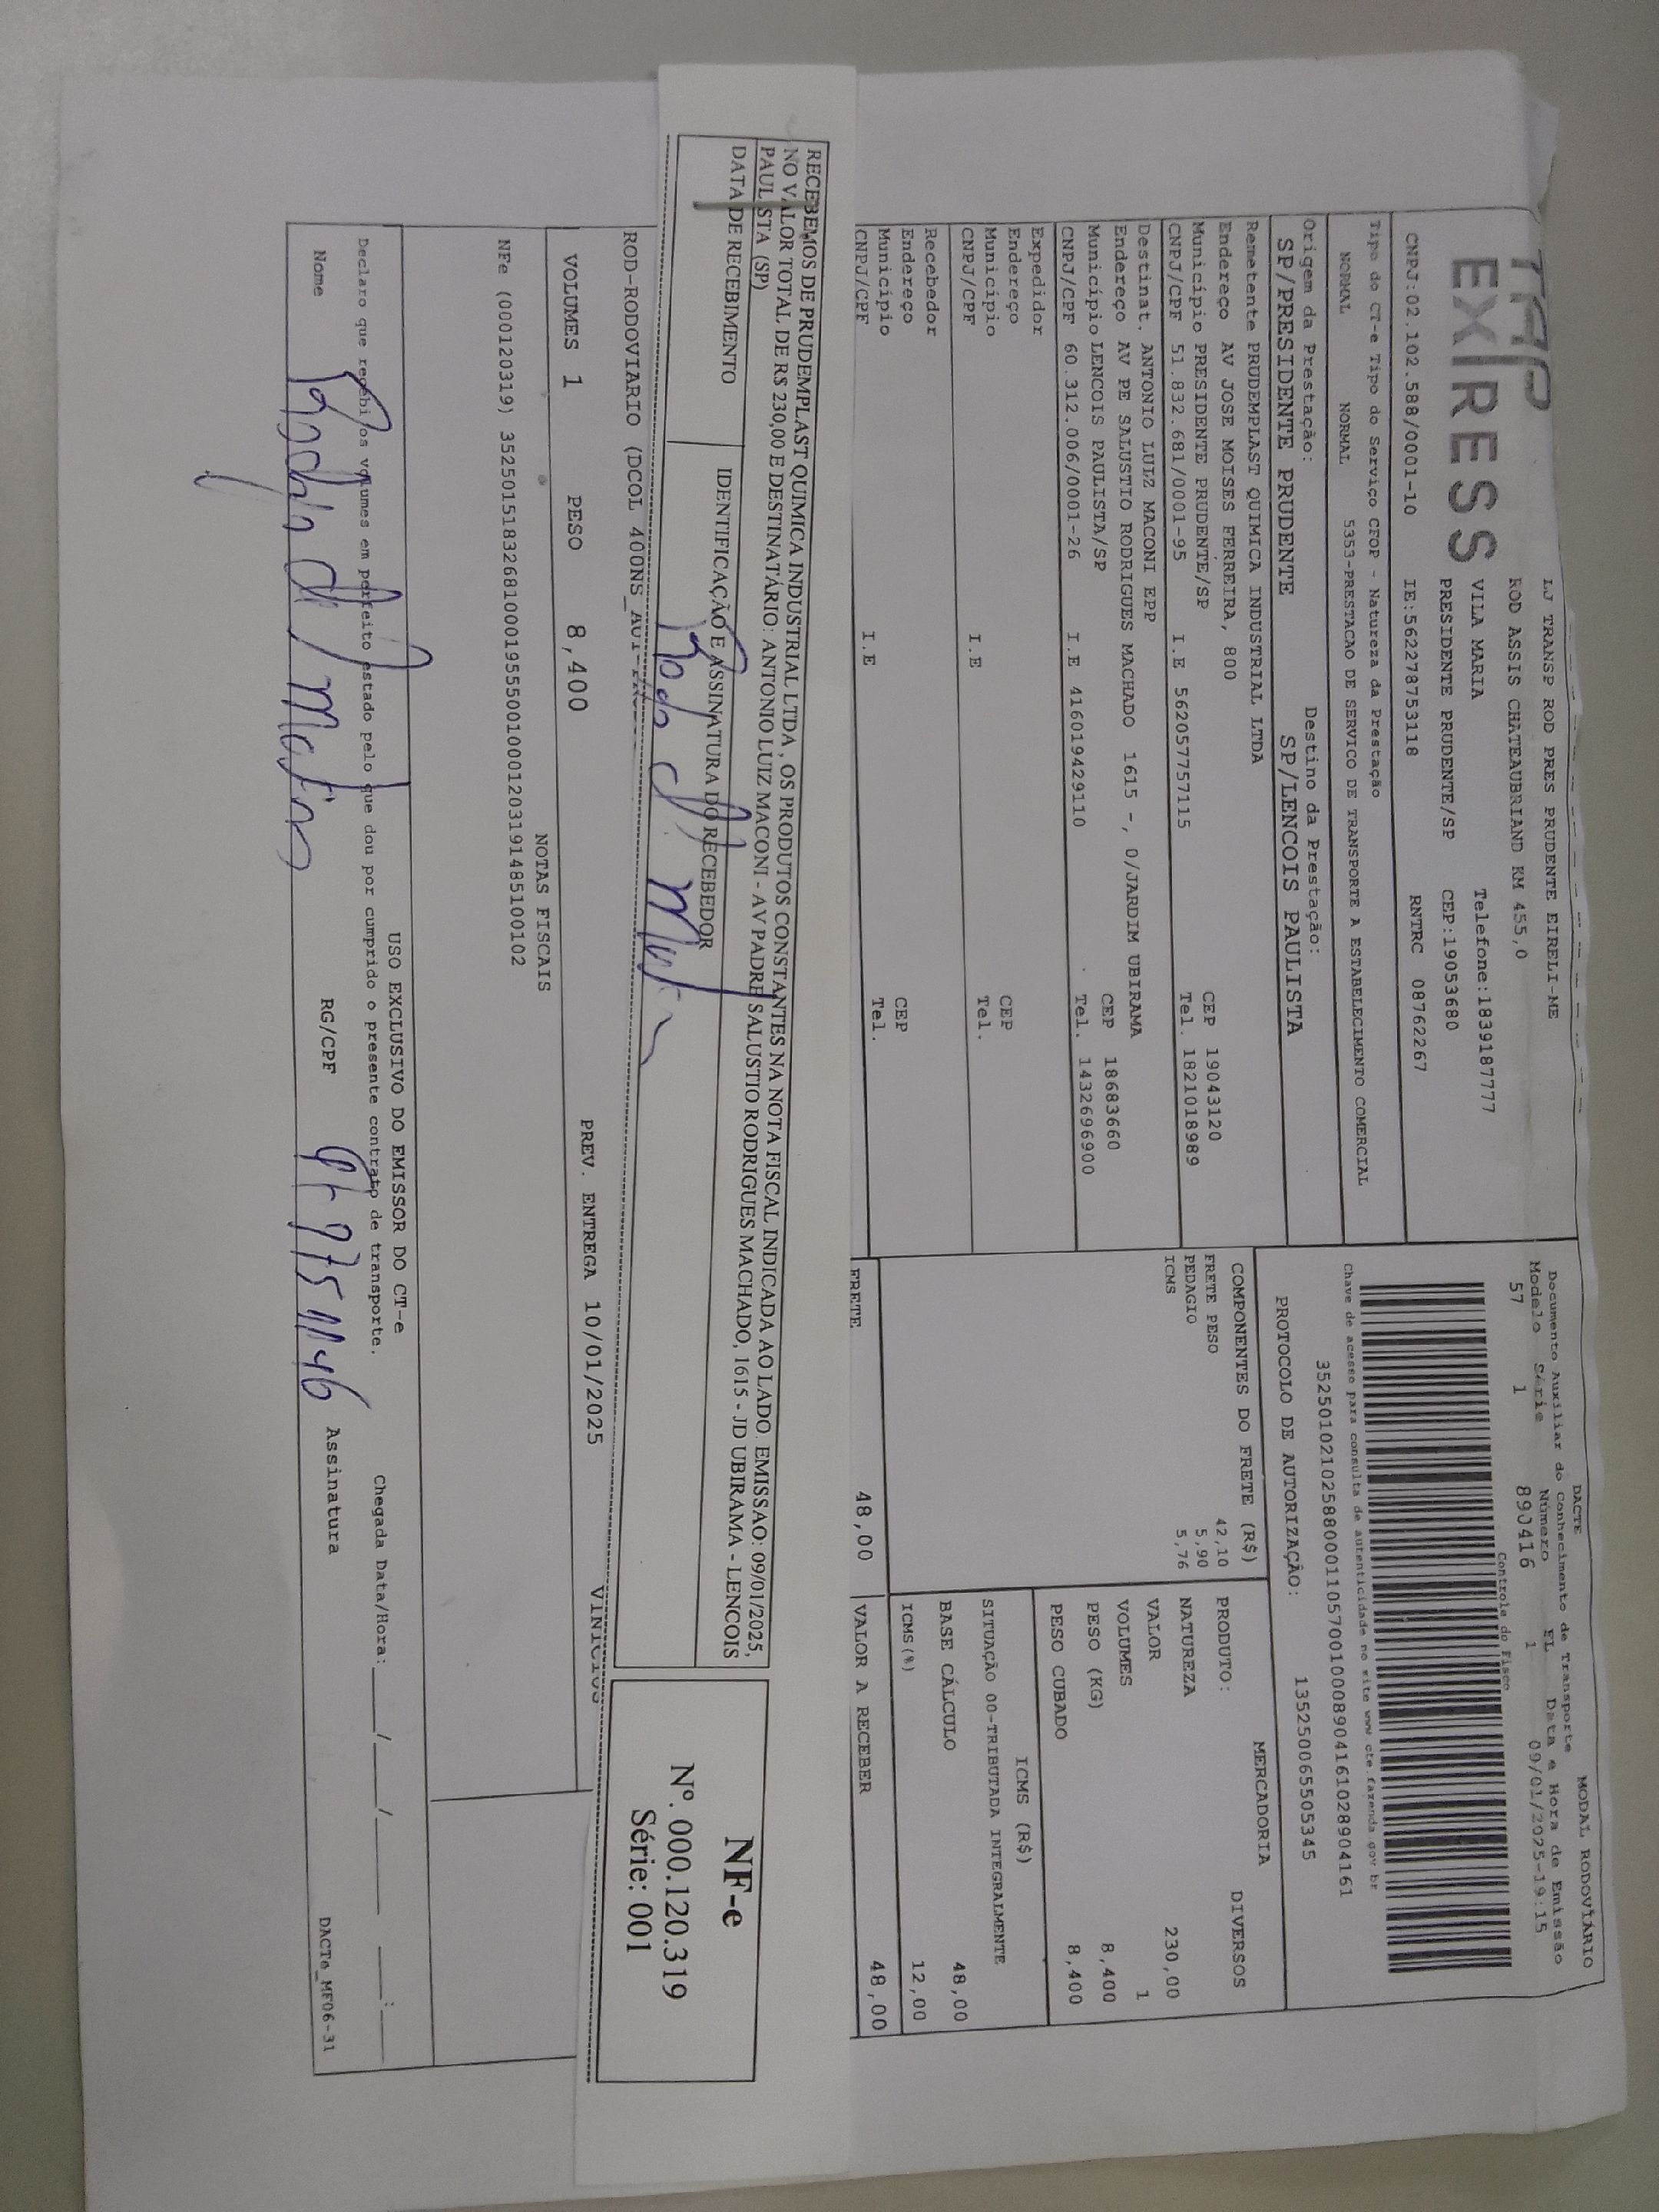 TAP
EXPRESS
LJ TRANSP ROD PRES PRUDENTE EIRELI-ME
ROD ASSIS CHATEAUBRIAND KM 455,0
VILA MARIA Telefone:1839187777
PRESIDENTE PRUDENTE/SP CEP:19053680
CNPJ:02.102.588/0001-10 IE:562278753118 RNTRC 08762267
DACTE MODAL RODOVIÁRIO
Documento Auxiliar do Conhecimento de Transporte
Modelo Série Número FL Data e Hora de Emissão
57 1 890416 1 09/01/2025-19:15
Controle do Fisco
Chave de acesso para consulta de autenticidade no site www cte.fazenda gov br
35250102102588000110570010008904161028904161
PROTOCOLO DE AUTORIZAÇÃO: 135250065505345
Tipo do CT-e Tipo do Serviço CFOP - Natureza da Prestação
NORMAL NORMAL 5353-PRESTACAO DE SERVICO DE TRANSPORTE A ESTABELECIMENTO COMERCIAL
Origem da Prestação: Destino da Prestação:
SP/PRESIDENTE PRUDENTE SP/LENCOIS PAULISTA
Remetente PRUDEMPLAST QUIMICA INDUSTRIAL LTDA
Endereço AV JOSE MOISES FERREIRA, 800 CEP 19043120
Município PRESIDENTE PRUDENTE/SP Tel. 1821018989
CNPJ/CPF 51.832.681/0001-95 I.E 562057757115
Destinat. ANTONIO LUIZ MACONI EPP
Endereço AV PE SALUSTIO RODRIGUES MACHADO 1615 -, 0/JARDIM UBIRAMA
Município LENCOIS PAULISTA/SP CEP 18683660
CNPJ/CPF 60.312.006/0001-26 I.E 416019429110 Tel. 1432696900
Expedidor
Endereço CEP
Município Tel.
CNPJ/CPF I.E
Recebedor
Endereço CEP
Município Tel.
CNPJ/CPF I.E
COMPONENTES DO FRETE (R$)
FRETE PESO 42,10
PEDAGIO 5,90
ICMS 5,76
FRETE 48,00
MERCADORIA
PRODUTO: DIVERSOS
NATUREZA
VALOR 230,00
VOLUMES 1
PESO (KG) 8,400
PESO CUBADO 8,400
ICMS (R$)
SITUAÇÃO 00-TRIBUTADA INTEGRALMENTE
BASE CÁLCULO 48,00
ICMS(%) 12,00
VALOR A RECEBER 48,00
RECEBEMOS DE PRUDEMPLAST QUIMICA INDUSTRIAL LTDA , OS PRODUTOS CONSTANTES NA NOTA FISCAL INDICADA AO LADO. EMISSAO: 09/01/2025,
NO VALOR TOTAL DE R$ 230,00 E DESTINATÁRIO: ANTONIO LUIZ MACONI - AV PADRE SALUSTIO RODRIGUES MACHADO, 1615 - JD UBIRAMA - LENCOIS
PAULISTA (SP)
DATA DE RECEBIMENTO IDENTIFICAÇÃO E ASSINATURA DO RECEBEDOR
NF-e
Nº. 000.120.319
Série: 001
ROD-RODOVIARIO (DCOL 400NS_AUT VINICIUS
VOLUMES 1 PESO 8,400 PREV. ENTREGA 10/01/2025
NOTAS FISCAIS
NFe (000120319) 35250151832681000195550010001203191485100102
USO EXCLUSIVO DO EMISSOR DO CT-e
Declaro que recebi os volumes em perfeito estado pelo que dou por cumprido o presente contrato de transporte. Chegada Data/Hora:____/____/____ ____:____
Nome RG/CPF Assinatura
DACTe_MF06-31